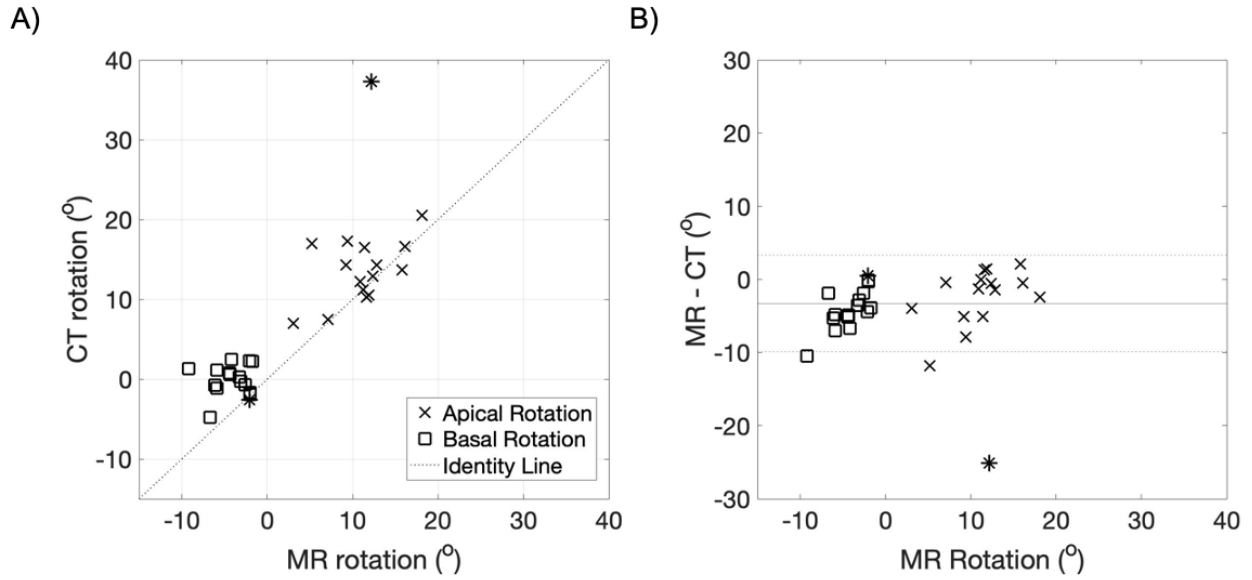 A)
B)
40
30
20
10
0
-10
CT rotation (º)
-10 0 10 20 30 40
MR rotation (º)
Apical Rotation
Basal Rotation
Identity Line
30
20
10
0
-10
-20
-30
MR - CT (º)
-10 0 10 20 30 40
MR Rotation (º)